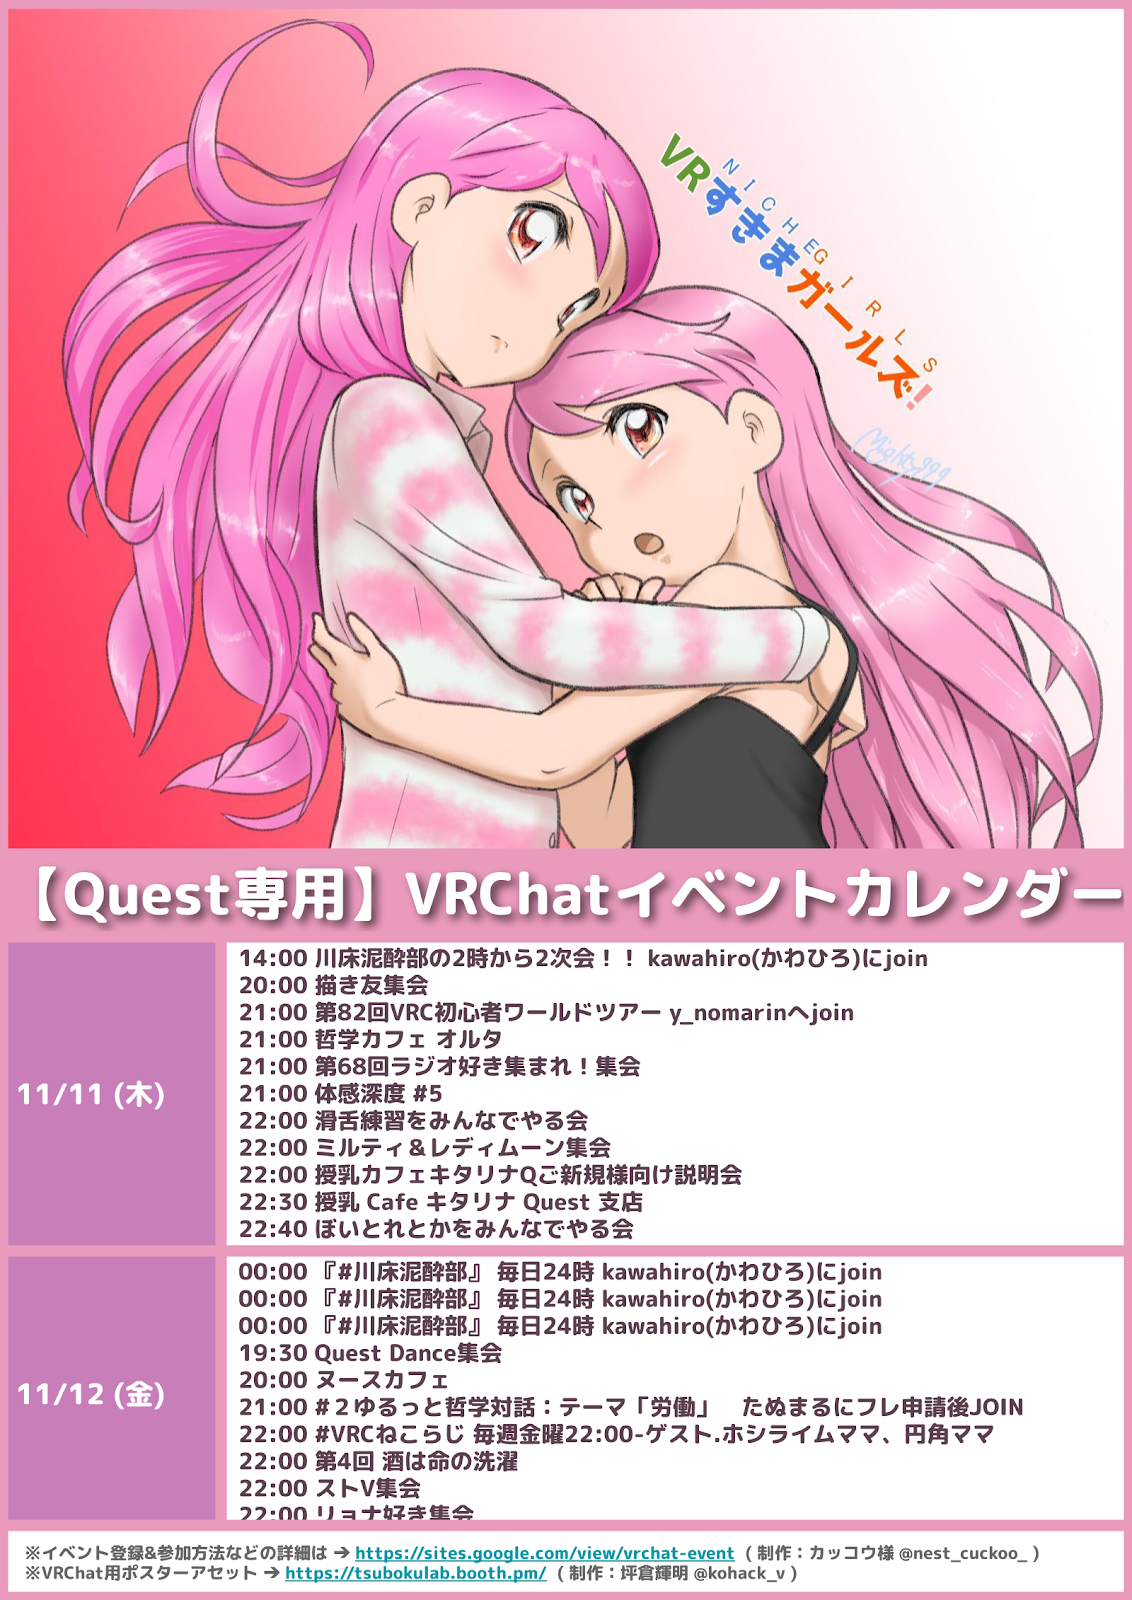 NICHE GIRLS
VRすきまガールズ!
Mighty999
【Quest専用】VRChatイベントカレンダー
11/11 (木)
14:00 川床泥酔部の2時から2次会！！ kawahiro(かわひろ)にjoin
20:00 描き友集会
21:00 第82回VRC初心者ワールドツアー y_nomarinへjoin
21:00 哲学カフェ オルタ
21:00 第68回ラジオ好き集まれ！集会
21:00 体感深度 #5
22:00 滑舌練習をみんなでやる会
22:00 ミルティ＆レディムーン集会
22:00 授乳カフェキタリナQご新規様向け説明会
22:30 授乳 Cafe キタリナ Quest 支店
22:40 ぼいとれとかをみんなでやる会
11/12 (金)
00:00 『#川床泥酔部』 毎日24時 kawahiro(かわひろ)にjoin
00:00 『#川床泥酔部』 毎日24時 kawahiro(かわひろ)にjoin
00:00 『#川床泥酔部』 毎日24時 kawahiro(かわひろ)にjoin
19:30 Quest Dance集会
20:00 ヌースカフェ
21:00 #２ゆるっと哲学対話：テーマ「労働」　たぬまるにフレ申請後JOIN
22:00 #VRCねこらじ 毎週金曜22:00-ゲスト.ホシライムママ、円角ママ
22:00 第4回 酒は命の洗濯
22:00 ストV集会
22:00 リョナ好き集会
※イベント登録&参加方法などの詳細は ➔ https://sites.google.com/view/vrchat-event ( 制作：カッコウ様 @nest_cuckoo_ )
※VRChat用ポスターアセット ➔ https://tsubokulab.booth.pm/ ( 制作：坪倉輝明 @kohack_v )